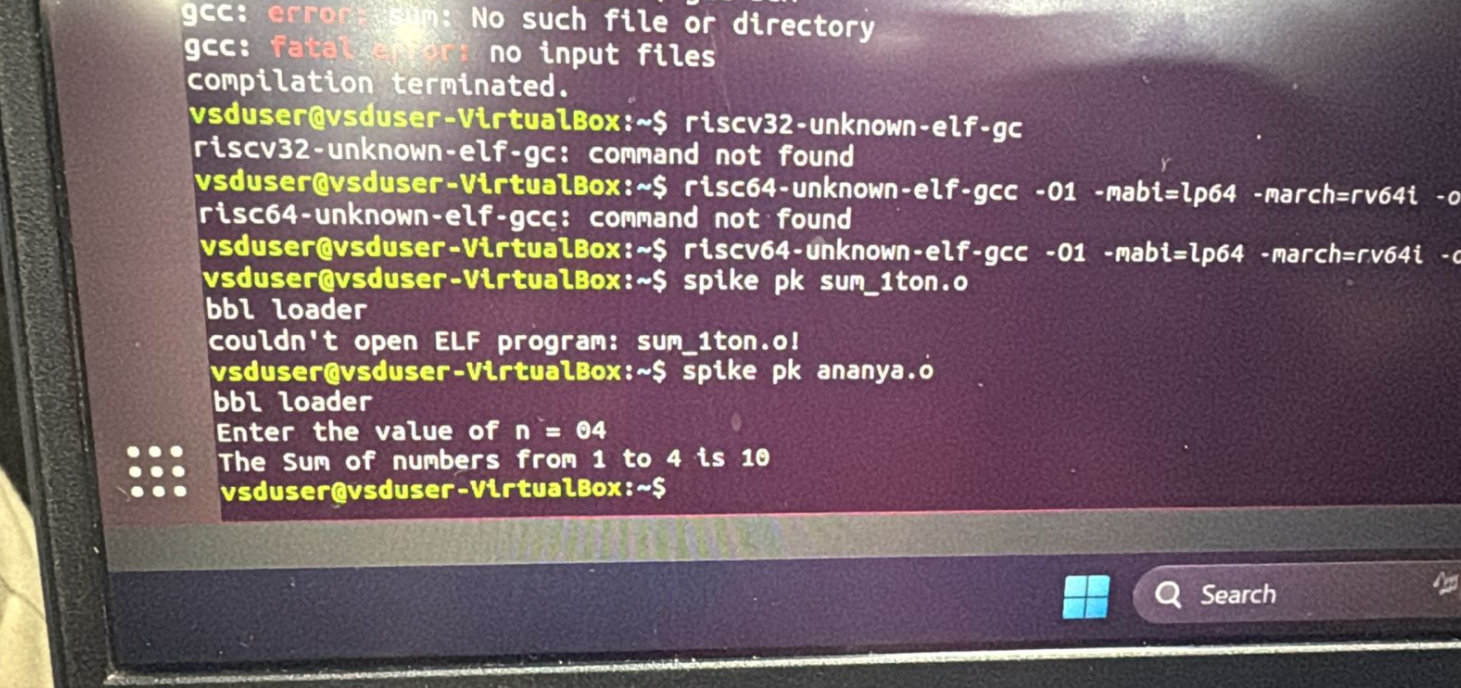 gcc: error: sum: No such file or directory
gcc: fatal error: no input files
compilation terminated.
vsduser@vsduser-VirtualBox:~$ riscv32-unknown-elf-gc
riscv32-unknown-elf-gc: command not found
vsduser@vsduser-VirtualBox:~$ risc64-unknown-elf-gcc -O1 -mabi=lp64 -march=rv64i -o
risc64-unknown-elf-gcc: command not found
vsduser@vsduser-VirtualBox:~$ riscv64-unknown-elf-gcc -O1 -mabi=lp64 -march=rv64i -o
vsduser@vsduser-VirtualBox:~$ spike pk sum_1ton.o
bbl loader
couldn't open ELF program: sum_1ton.o!
vsduser@vsduser-VirtualBox:~$ spike pk ananya.o
bbl loader
Enter the value of n = 04
The Sum of numbers from 1 to 4 is 10
vsduser@vsduser-VirtualBox:~$
Search